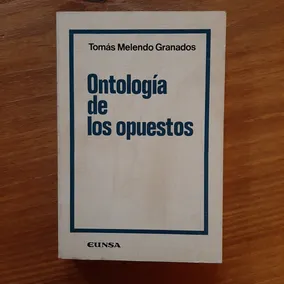 Tomás Melendo Granados
Ontología
de
los opuestos
EUNSA